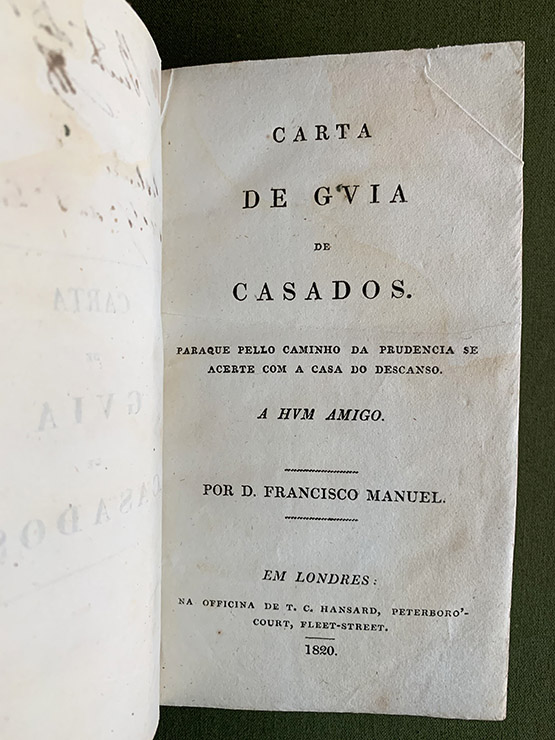 CARTA
DE GVIA
DE
CASADOS.
PARAQUE PELLO CAMINHO DA PRUDENCIA SE
ACERTE COM A CASA DO DESCANSO.
A HVM AMIGO.
POR D. FRANCISCO MANUEL.
EM LONDRES:
NA OFFICINA DE T. C. HANSARD, PETERBORO'-
COURT, FLEET-STREET.
1820.